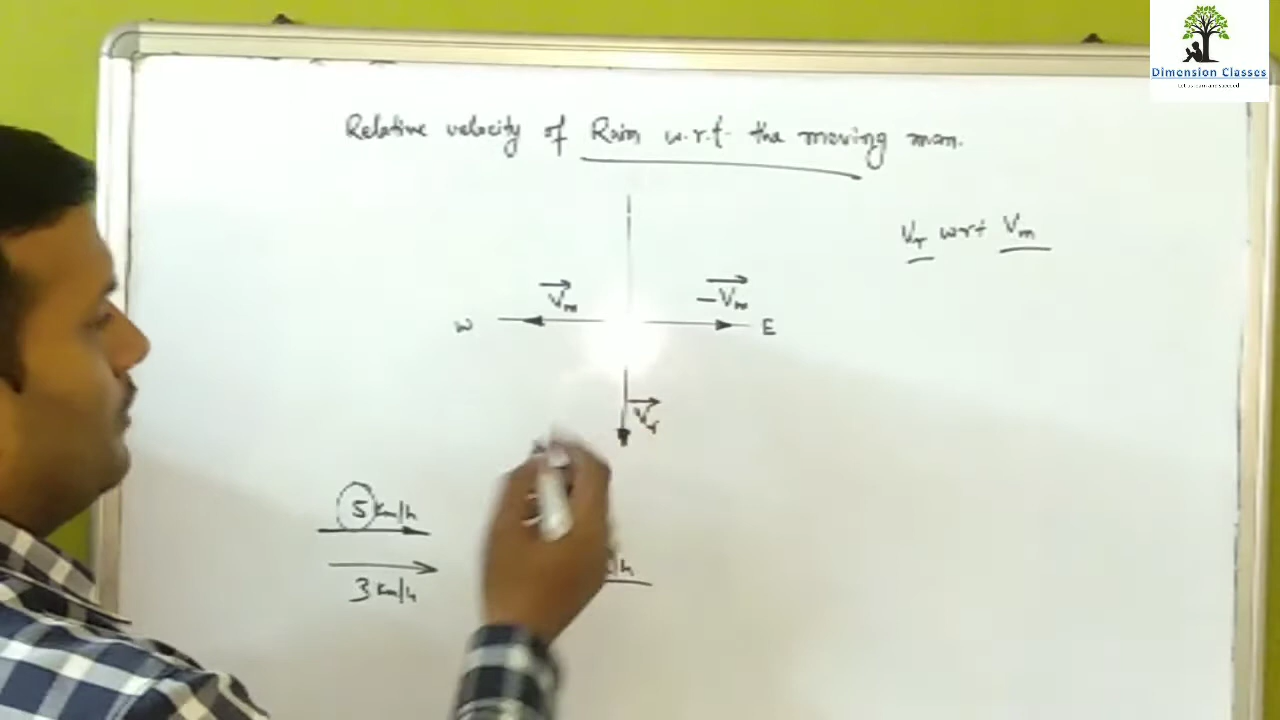 Dimension Classes
Relative velocity of Rain w.r.t. the moving man.
Vr wrt Vm
Vm
-Vm
W
E
Vr
5 Km/h
3 Km/h
/h